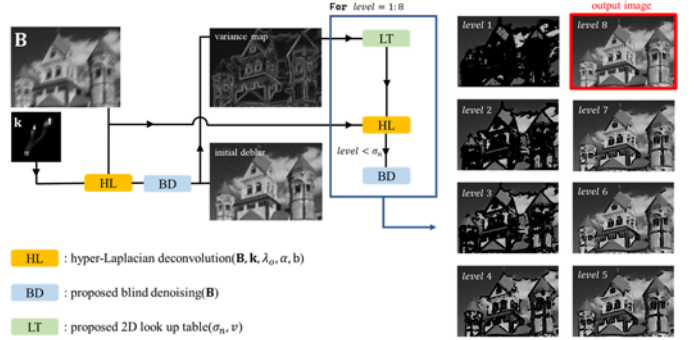 For level = 1:8
output image
B
variance map
LT
level 1
level 8
k
HL
level 2
level 7
level < σₙ
initial deblur
HL
BD
BD
level 3
level 6
HL : hyper-Laplacian deconvolution(B, k, λₒ, α, b)
BD : proposed blind denoising(B)
level 4
level 5
LT : proposed 2D look up table(σₙ, v)